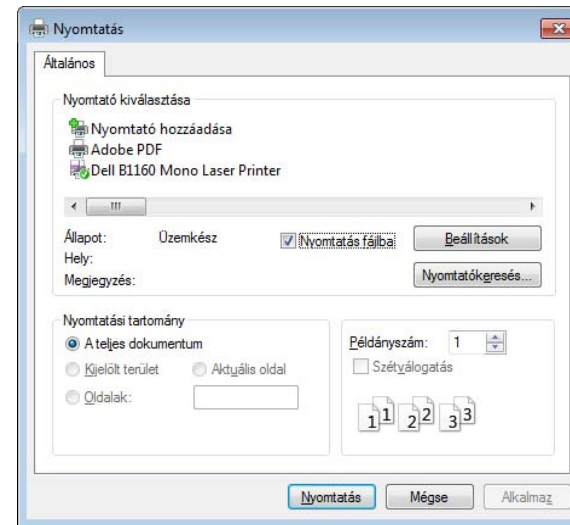 Nyomtatás
Általános
Nyomtató kiválasztása
Nyomtató hozzáadása
Adobe PDF
Dell B1160 Mono Laser Printer
Állapot: Üzemkész
Nyomtatás fájlba
Beállítások
Hely:
Megjegyzés:
Nyomtatókeresés...
Nyomtatási tartomány
A teljes dokumentum
Kijelölt terület
Aktuális oldal
Oldalak:
Példányszám: 1
Szétválogatás
1 1 2 2 3 3
Nyomtatás
Mégse
Alkalmaz